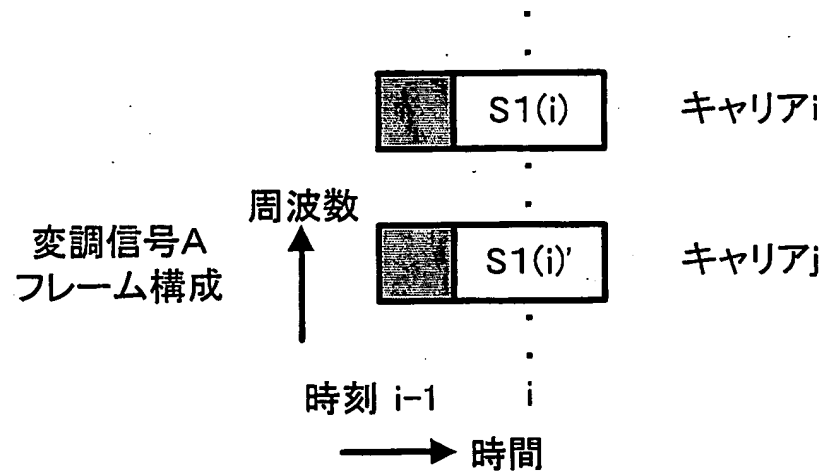 S1(i) キャリアi
周波数
変調信号A
フレーム構成
S1(i)' キャリアj
時刻 i-1 i
時間